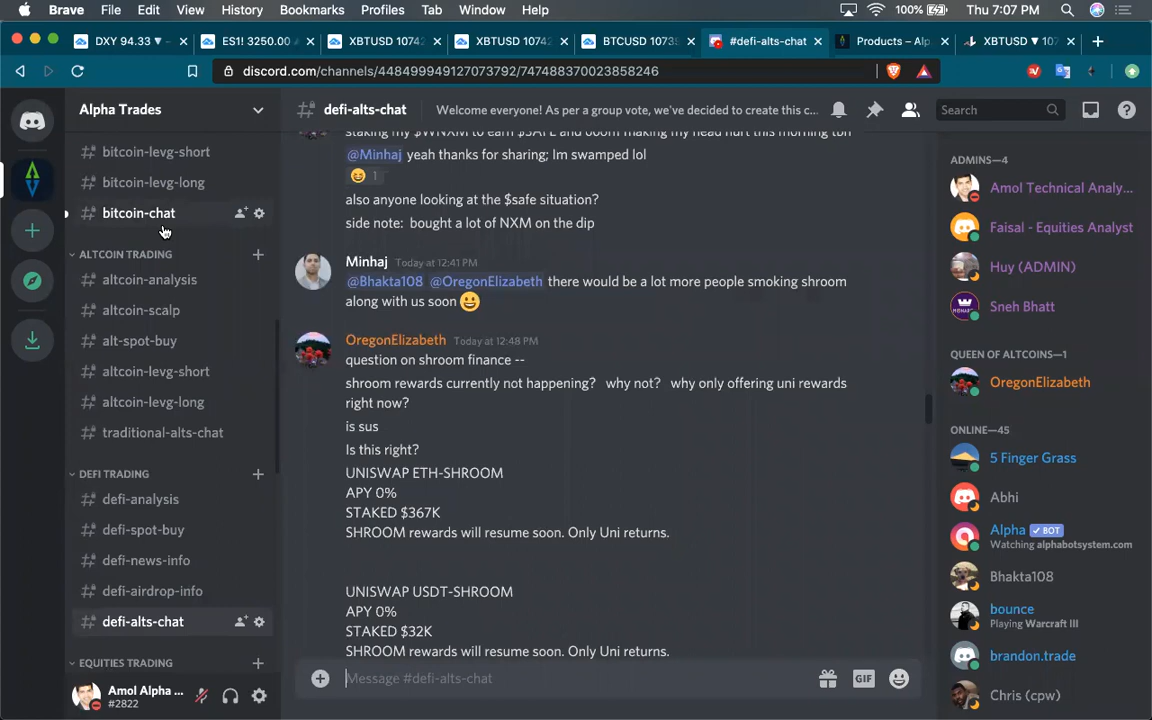 Brave File Edit View History Bookmarks Profiles Tab Window Help 100% Thu 7:07 PM
DXY 94.33 ▼ ES1! 3250.00 XBTUSD 1074 XBTUSD 1074 BTCUSD 1073 #defi-alts-chat Products – Alp XBTUSD ▼ 107
discord.com/channels/448499949127073792/747488370023858246
Alpha Trades
defi-alts-chat
Welcome everyone! As per a group vote, we've decided to create this c...
Search
bitcoin-levg-short
bitcoin-levg-long
bitcoin-chat
ALTCOIN TRADING
altcoin-analysis
altcoin-scalp
alt-spot-buy
altcoin-levg-short
altcoin-levg-long
traditional-alts-chat
DEFI TRADING
defi-analysis
defi-spot-buy
defi-news-info
defi-airdrop-info
defi-alts-chat
EQUITIES TRADING
Amol Alpha ...
#2822
staking my $WNXM to earn $SAFE and boom making my head hurt this morning tbh
@Minhaj yeah thanks for sharing; Im swamped lol
1
also anyone looking at the $safe situation?
side note: bought a lot of NXM on the dip
Minhaj Today at 12:41 PM
@Bhakta108 @OregonElizabeth there would be a lot more people smoking shroom
along with us soon
OregonElizabeth Today at 12:48 PM
question on shroom finance --
shroom rewards currently not happening? why not? why only offering uni rewards
right now?
is sus
Is this right?
UNISWAP ETH-SHROOM
APY 0%
STAKED $367K
SHROOM rewards will resume soon. Only Uni returns.
UNISWAP USDT-SHROOM
APY 0%
STAKED $32K
SHROOM rewards will resume soon. Only Uni returns.
Message #defi-alts-chat
GIF
ADMINS—4
Amol Technical Analy...
Faisal - Equities Analyst
Huy (ADMIN)
Sneh Bhatt
QUEEN OF ALTCOINS—1
OregonElizabeth
ONLINE—45
5 Finger Grass
Abhi
Alpha BOT
Watching alphabotsystem.com
Bhakta108
bounce
Playing Warcraft III
brandon.trade
Chris (cpw)